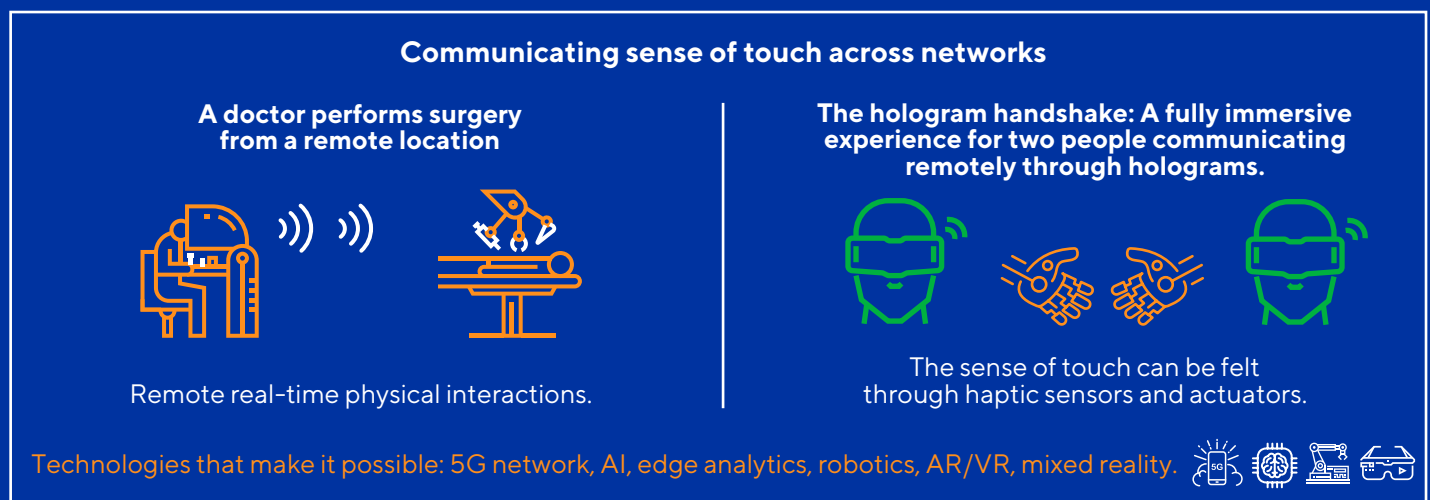 Communicating sense of touch across networks
A doctor performs surgery
from a remote location
Remote real-time physical interactions.
The hologram handshake: A fully immersive
experience for two people communicating
remotely through holograms.
The sense of touch can be felt
through haptic sensors and actuators.
Technologies that make it possible: 5G network, AI, edge analytics, robotics, AR/VR, mixed reality.
5G